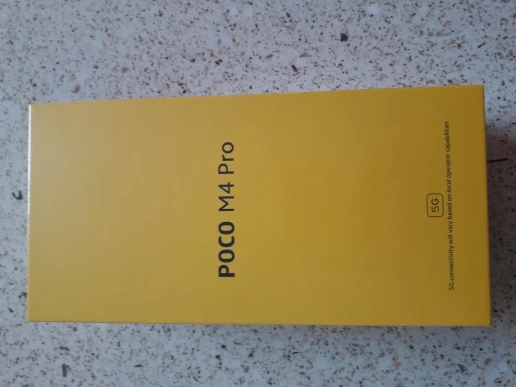 POCO M4 Pro
5G
5G connectivity will vary based on local operator capabilities